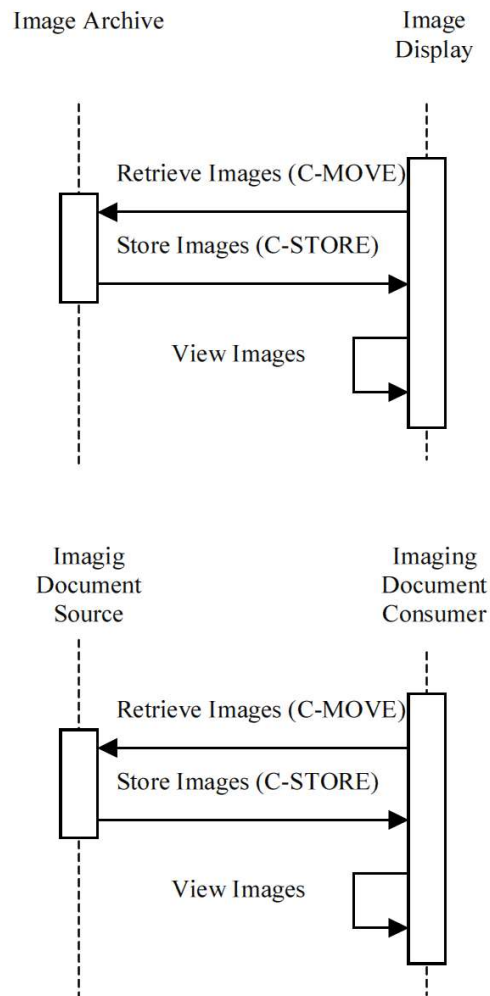 Image Archive
Image
Display
Retrieve Images (C-MOVE)
Store Images (C-STORE)
View Images
Imagig
Document
Source
Imaging
Document
Consumer
Retrieve Images (C-MOVE)
Store Images (C-STORE)
View Images